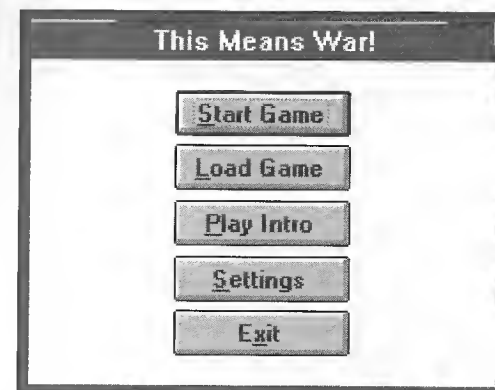 This Means War!
Start Game
Load Game
Play Intro
Settings
Exit